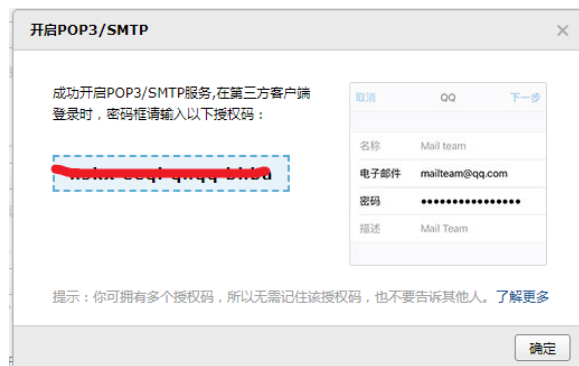 开启POP3/SMTP
成功开启POP3/SMTP服务,在第三方客户端
登录时，密码框请输入以下授权码：
取消 QQ 下一步
名称 Mail team
电子邮件 mailteam@qq.com
密码 ••••••••••••••••
描述 Mail Team
提示：你可拥有多个授权码，所以无需记住该授权码，也不要告诉其他人。了解更多
确定